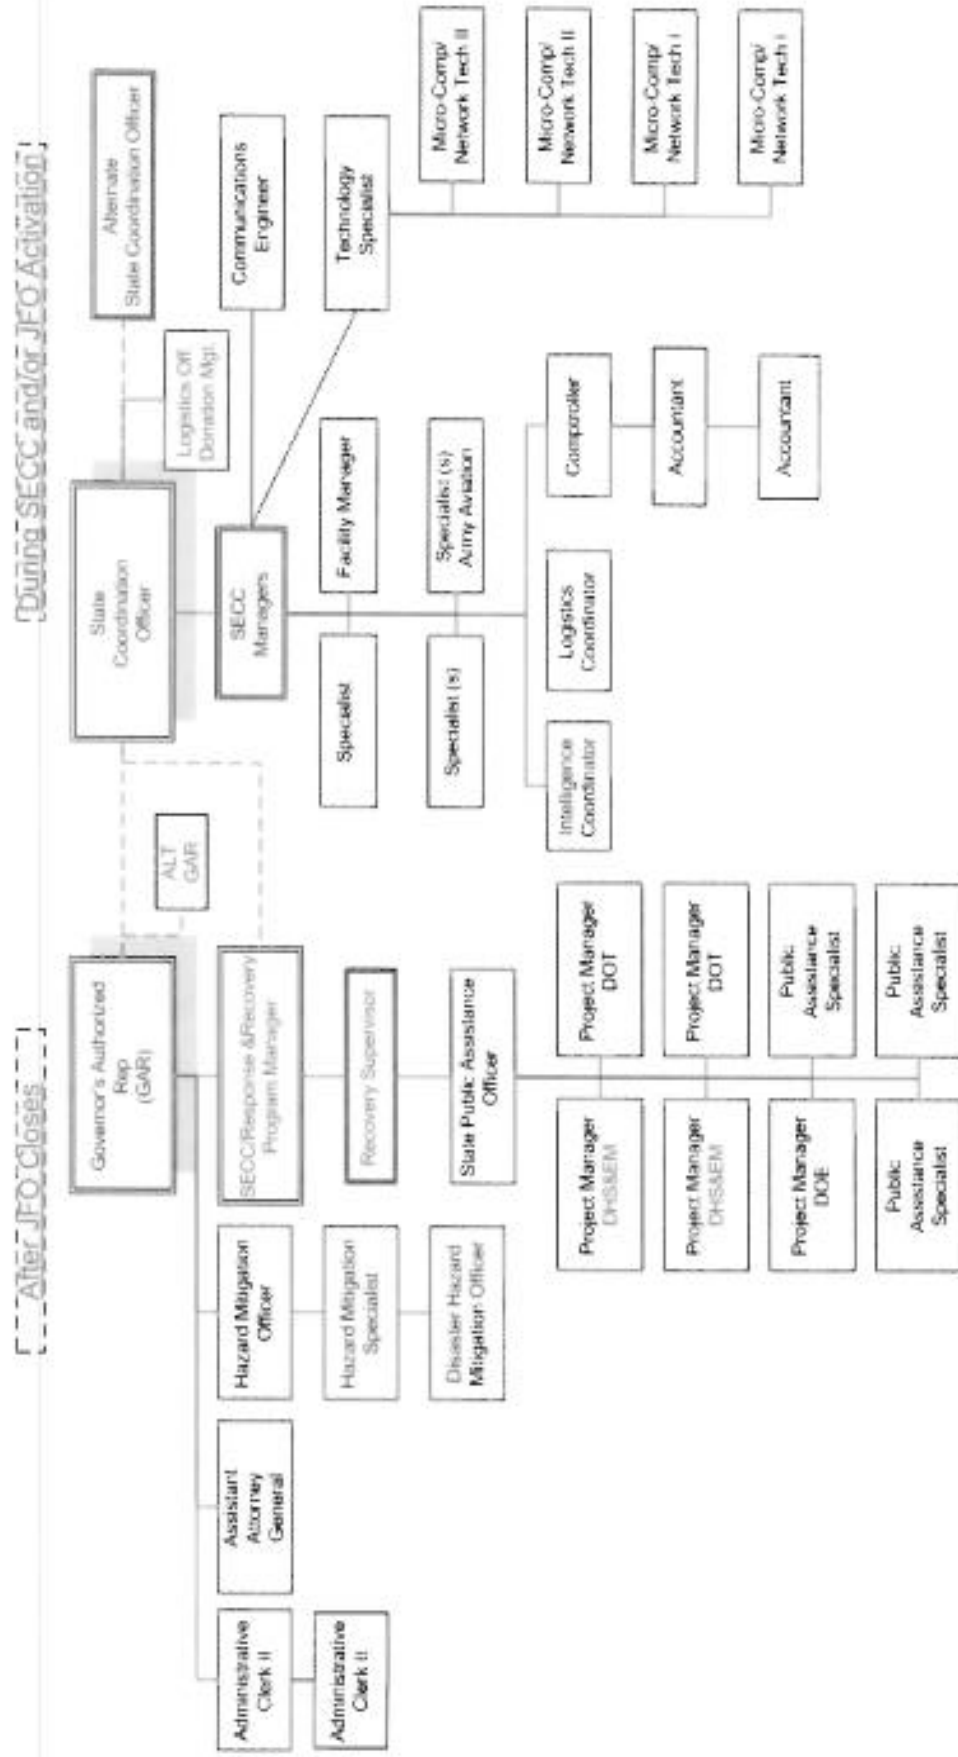 After JFO Closes
During SECC and/or JFO Activation
Governor's Authorized
Rep
(GAR)
ALT
GAR
State
Coordination
Officer
Alternate
State Coordination Officer
Logistics Off
Donation Mgt.
Administrative
Clerk II
Administrative
Clerk II
Assistant
Attorney
General
Hazard Mitigation
Officer
Hazard Mitigation
Specialist
Disaster Hazard
Mitigation Officer
SECC/Response &Recovery
Program Manager
Recovery Supervisor
State Public Assistance
Officer
Project Manager
DHS&EM
Project Manager
DOT
Project Manager
DHS&EM
Project Manager
DOT
Project Manager
DOE
Public
Assistance
Specialist
Public
Assistance
Specialist
Public
Assistance
Specialist
SECC
Managers
Communications
Engineer
Technology
Specialist
Micro-Comp/
Network Tech II
Micro-Comp/
Network Tech II
Micro-Comp/
Network Tech I
Micro-Comp/
Network Tech I
Specialist
Facility Manager
Specialist (s)
Specialist (s)
Army Aviation
Intelligence
Coordinator
Logistics
Coordinator
Comptroller
Accountant
Accountant